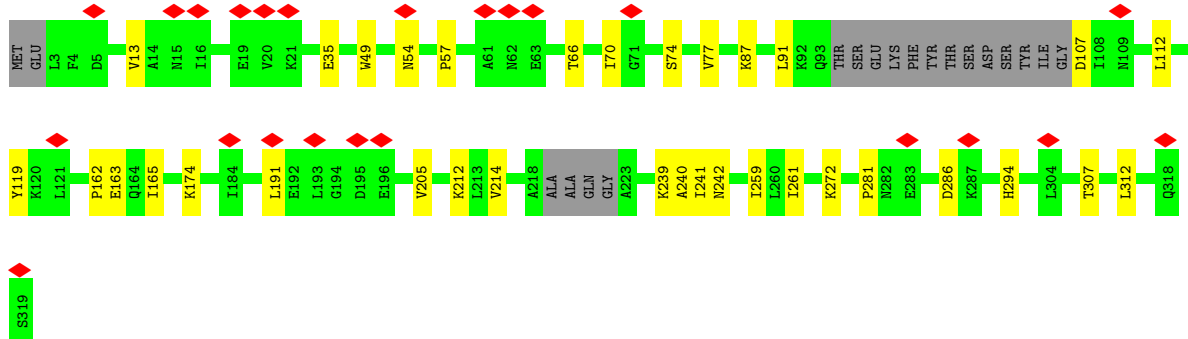 MET GLU L3 F4 D5 V13 A14 N15 I16 E19 V20 K21 E35 W49 N54 P57 A61 N62 E63 T66 I70 G71 S74 V77 K87 L91 K92 Q93 THR SER GLU LYS PHE TYR THR SER ASP SER TYR ILE GLY D107 I108 N109 L112
Y119 K120 L121 P162 E163 Q164 I165 K174 I184 L191 E192 L193 G194 D195 E196 V205 K212 L213 V214 A218 ALA ALA GLN GLY A223 K239 A240 I241 N242 I259 L260 I261 K272 P281 N282 E283 D286 K287 H294 L304 T307 L312 Q318
S319